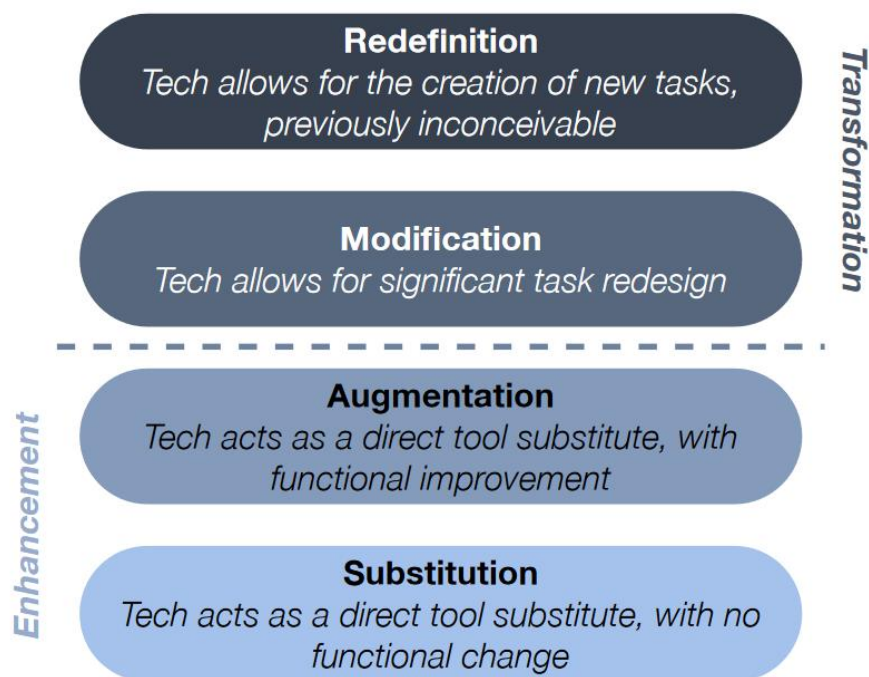 Redefinition
Tech allows for the creation of new tasks,
previously inconceivable
Transformation
Modification
Tech allows for significant task redesign
Enhancement
Augmentation
Tech acts as a direct tool substitute, with
functional improvement
Substitution
Tech acts as a direct tool substitute, with no
functional change